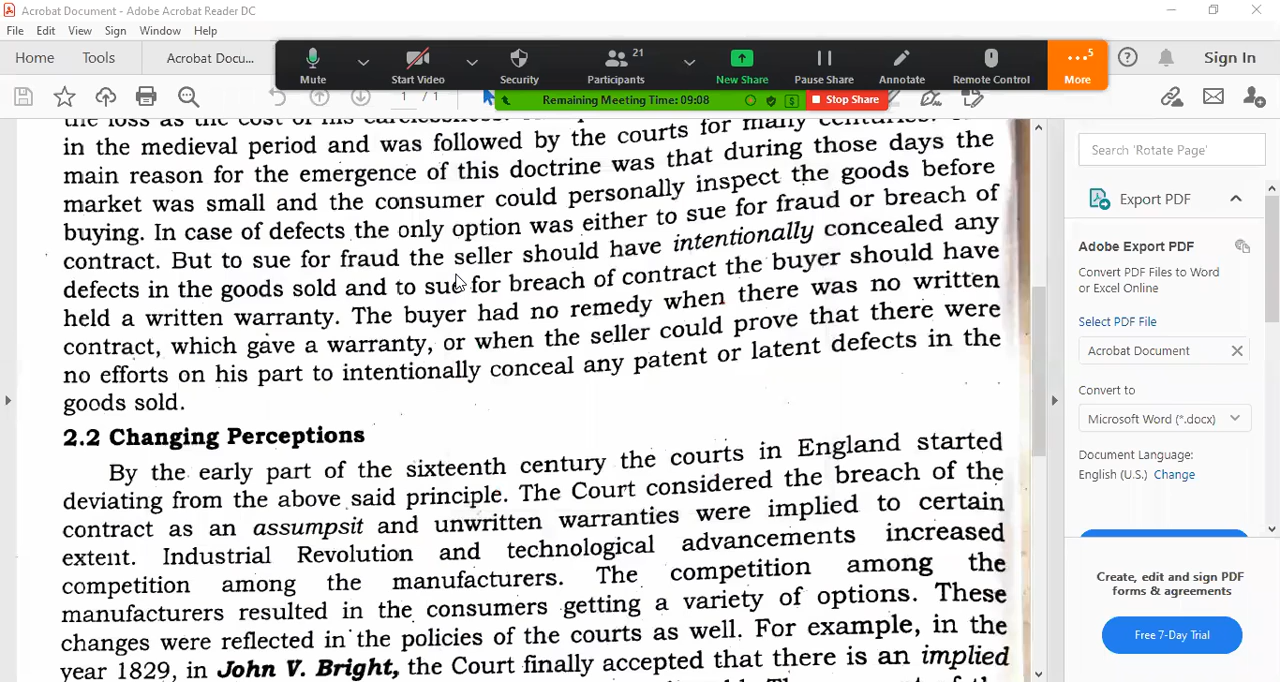 Acrobat Document - Adobe Acrobat Reader DC
File Edit View Sign Window Help
Home Tools Acrobat Docu... Sign In
Mute Start Video Security Participants 21 New Share Pause Share Annotate Remote Control More 5
1 / 1
Remaining Meeting Time: 09:08 Stop Share
the loss as the cost of his carelessness.
in the medieval period and was followed by the courts for many centuries.
main reason for the emergence of this doctrine was that during those days the
market was small and the consumer could personally inspect the goods before
buying. In case of defects the only option was either to sue for fraud or breach of
contract. But to sue for fraud the seller should have intentionally concealed any
defects in the goods sold and to sue for breach of contract the buyer should have
held a written warranty. The buyer had no remedy when there was no written
contract, which gave a warranty, or when the seller could prove that there were
no efforts on his part to intentionally conceal any patent or latent defects in the
goods sold.
2.2 Changing Perceptions
By the early part of the sixteenth century the courts in England started
deviating from the above said principle. The Court considered the breach of the
contract as an assumpsit and unwritten warranties were implied to certain
extent. Industrial Revolution and technological advancements increased
competition among the manufacturers. The competition among the
manufacturers resulted in the consumers getting a variety of options. These
changes were reflected in the policies of the courts as well. For example, in the
year 1829, in John V. Bright, the Court finally accepted that there is an implied
Search 'Rotate Page'
Export PDF
Adobe Export PDF
Convert PDF Files to Word
or Excel Online
Select PDF File
Acrobat Document
Convert to
Microsoft Word (*.docx)
Document Language:
English (U.S.) Change
Create, edit and sign PDF
forms & agreements
Free 7-Day Trial